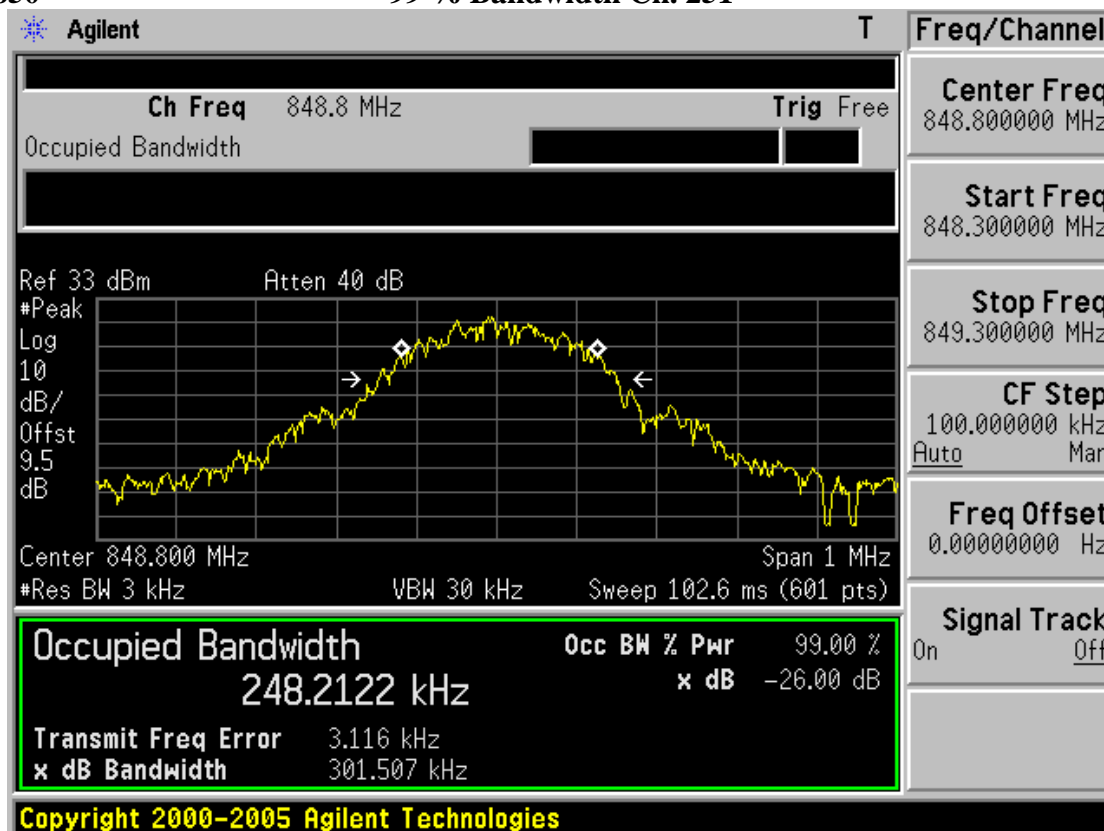 Agilent T
Freq/Channel
Ch Freq 848.8 MHz Trig Free
Occupied Bandwidth
Center Freq
848.800000 MHz
Start Freq
848.300000 MHz
Stop Freq
849.300000 MHz
CF Step
100.000000 kHz
Auto Man
Freq Offset
0.00000000 Hz
Signal Track
On Off
Ref 33 dBm Atten 40 dB
#Peak
Log
10
dB/
Offst
9.5
dB
Center 848.800 MHz Span 1 MHz
#Res BW 3 kHz VBW 30 kHz Sweep 102.6 ms (601 pts)
Occupied Bandwidth
248.2122 kHz
Occ BW % Pwr 99.00 %
x dB -26.00 dB
Transmit Freq Error 3.116 kHz
x dB Bandwidth 301.507 kHz
Copyright 2000-2005 Agilent Technologies